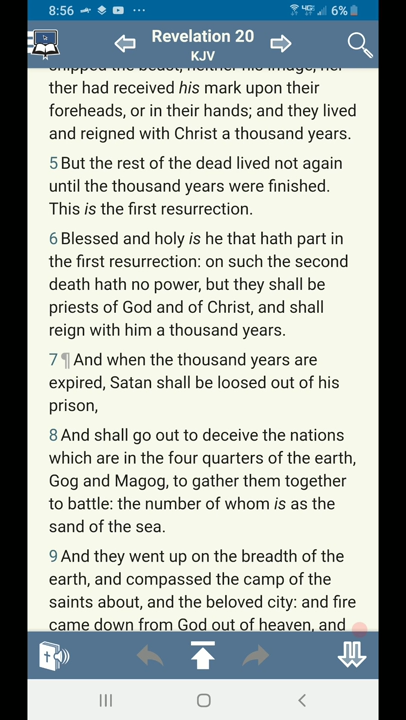 8:56 6%
Revelation 20
KJV
shipped the beast, neither his image, nei-
ther had received his mark upon their
foreheads, or in their hands; and they lived
and reigned with Christ a thousand years.
5 But the rest of the dead lived not again
until the thousand years were finished.
This is the first resurrection.
6 Blessed and holy is he that hath part in
the first resurrection: on such the second
death hath no power, but they shall be
priests of God and of Christ, and shall
reign with him a thousand years.
7 ¶ And when the thousand years are
expired, Satan shall be loosed out of his
prison,
8 And shall go out to deceive the nations
which are in the four quarters of the earth,
Gog and Magog, to gather them together
to battle: the number of whom is as the
sand of the sea.
9 And they went up on the breadth of the
earth, and compassed the camp of the
saints about, and the beloved city: and fire
came down from God out of heaven, and